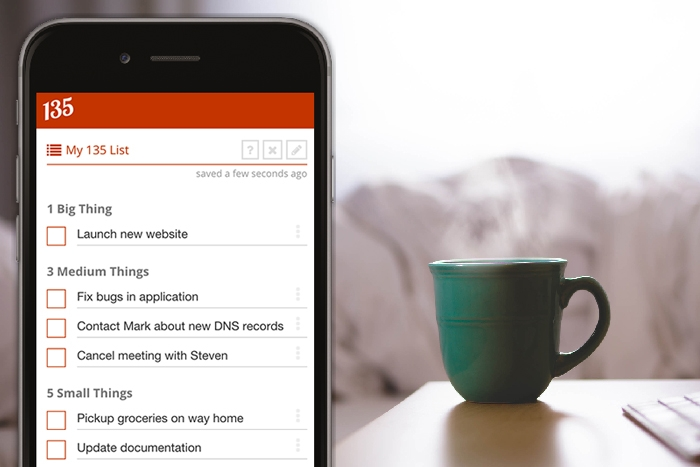 135
My 135 List
?
saved a few seconds ago
1 Big Thing
Launch new website
3 Medium Things
Fix bugs in application
Contact Mark about new DNS records
Cancel meeting with Steven
5 Small Things
Pickup groceries on way home
Update documentation